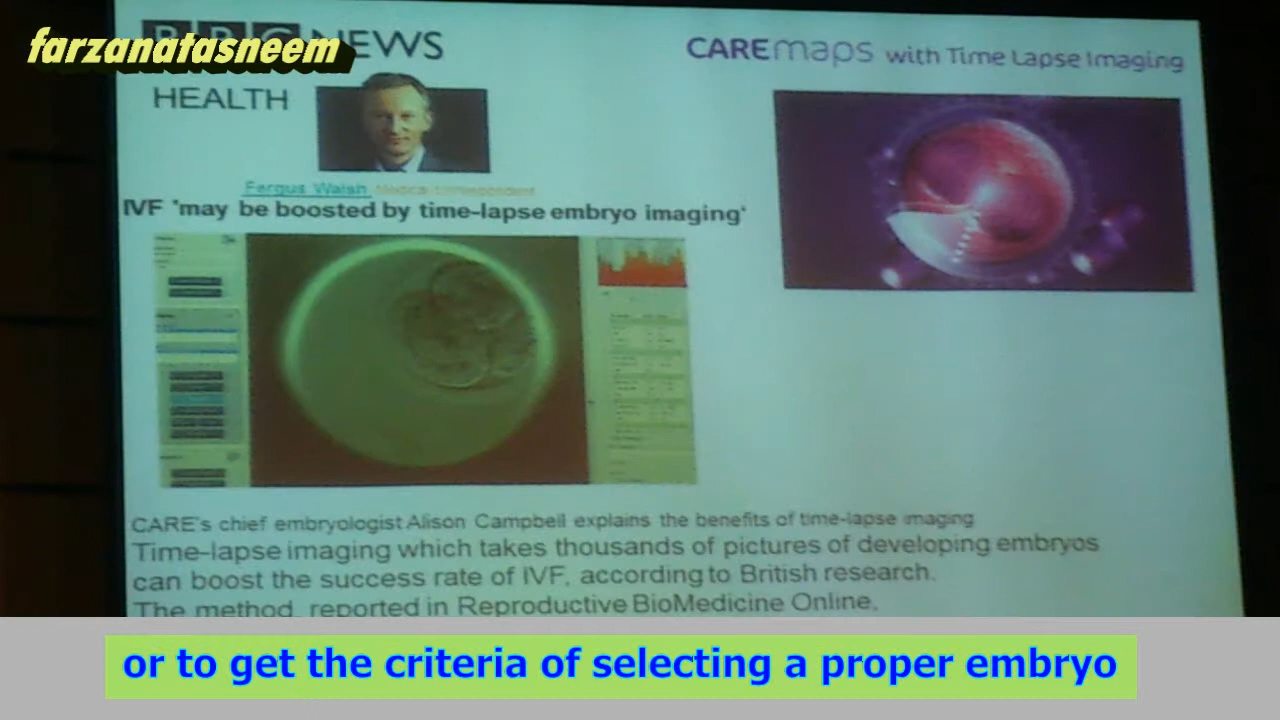 farzanatasneem
NEWS
HEALTH
CAREmaps with Time Lapse Imaging
Fergus Walsh
IVF 'may be boosted by time-lapse embryo imaging'
CARE's chief embryologist Alison Campbell explains the benefits of time-lapse imaging
Time-lapse imaging which takes thousands of pictures of developing embryos
can boost the success rate of IVF, according to British research.
The method, reported in Reproductive BioMedicine Online,
or to get the criteria of selecting a proper embryo